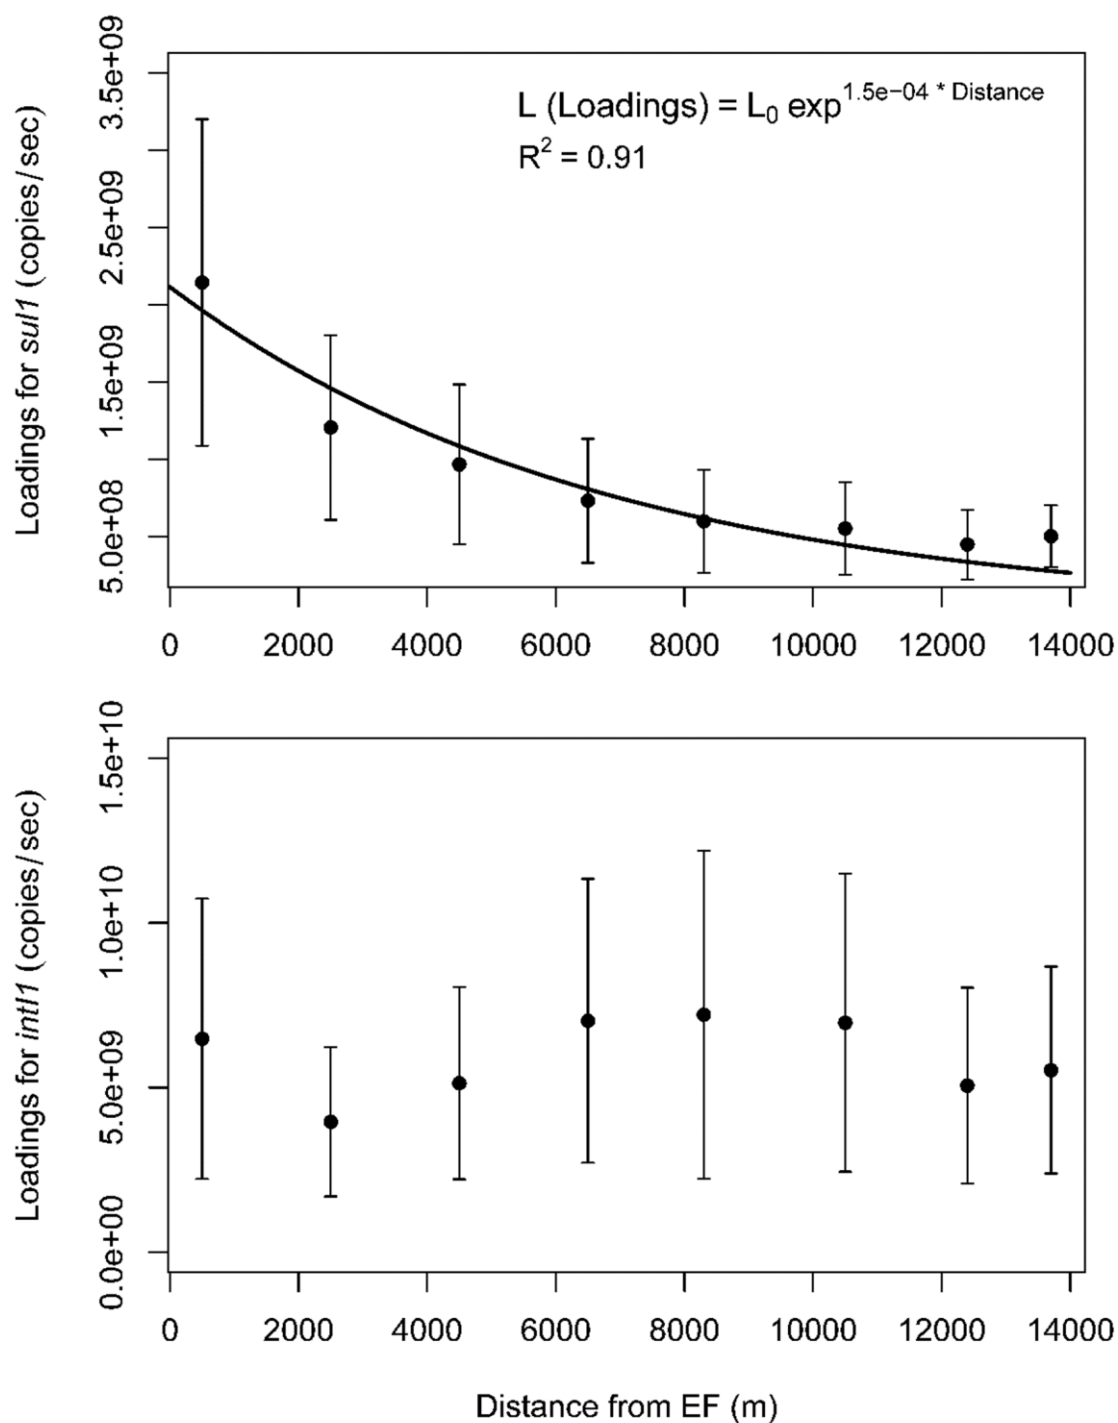 Loadings for sul1 (copies/sec)
3.5e+09
2.5e+09
1.5e+09
5.0e+08
L (Loadings) = L₀ exp^1.5e−04 * Distance
R² = 0.91
0 2000 4000 6000 8000 10000 12000 14000
Loadings for intI1 (copies/sec)
1.5e+10
1.0e+10
5.0e+09
0.0e+00
0 2000 4000 6000 8000 10000 12000 14000
Distance from EF (m)